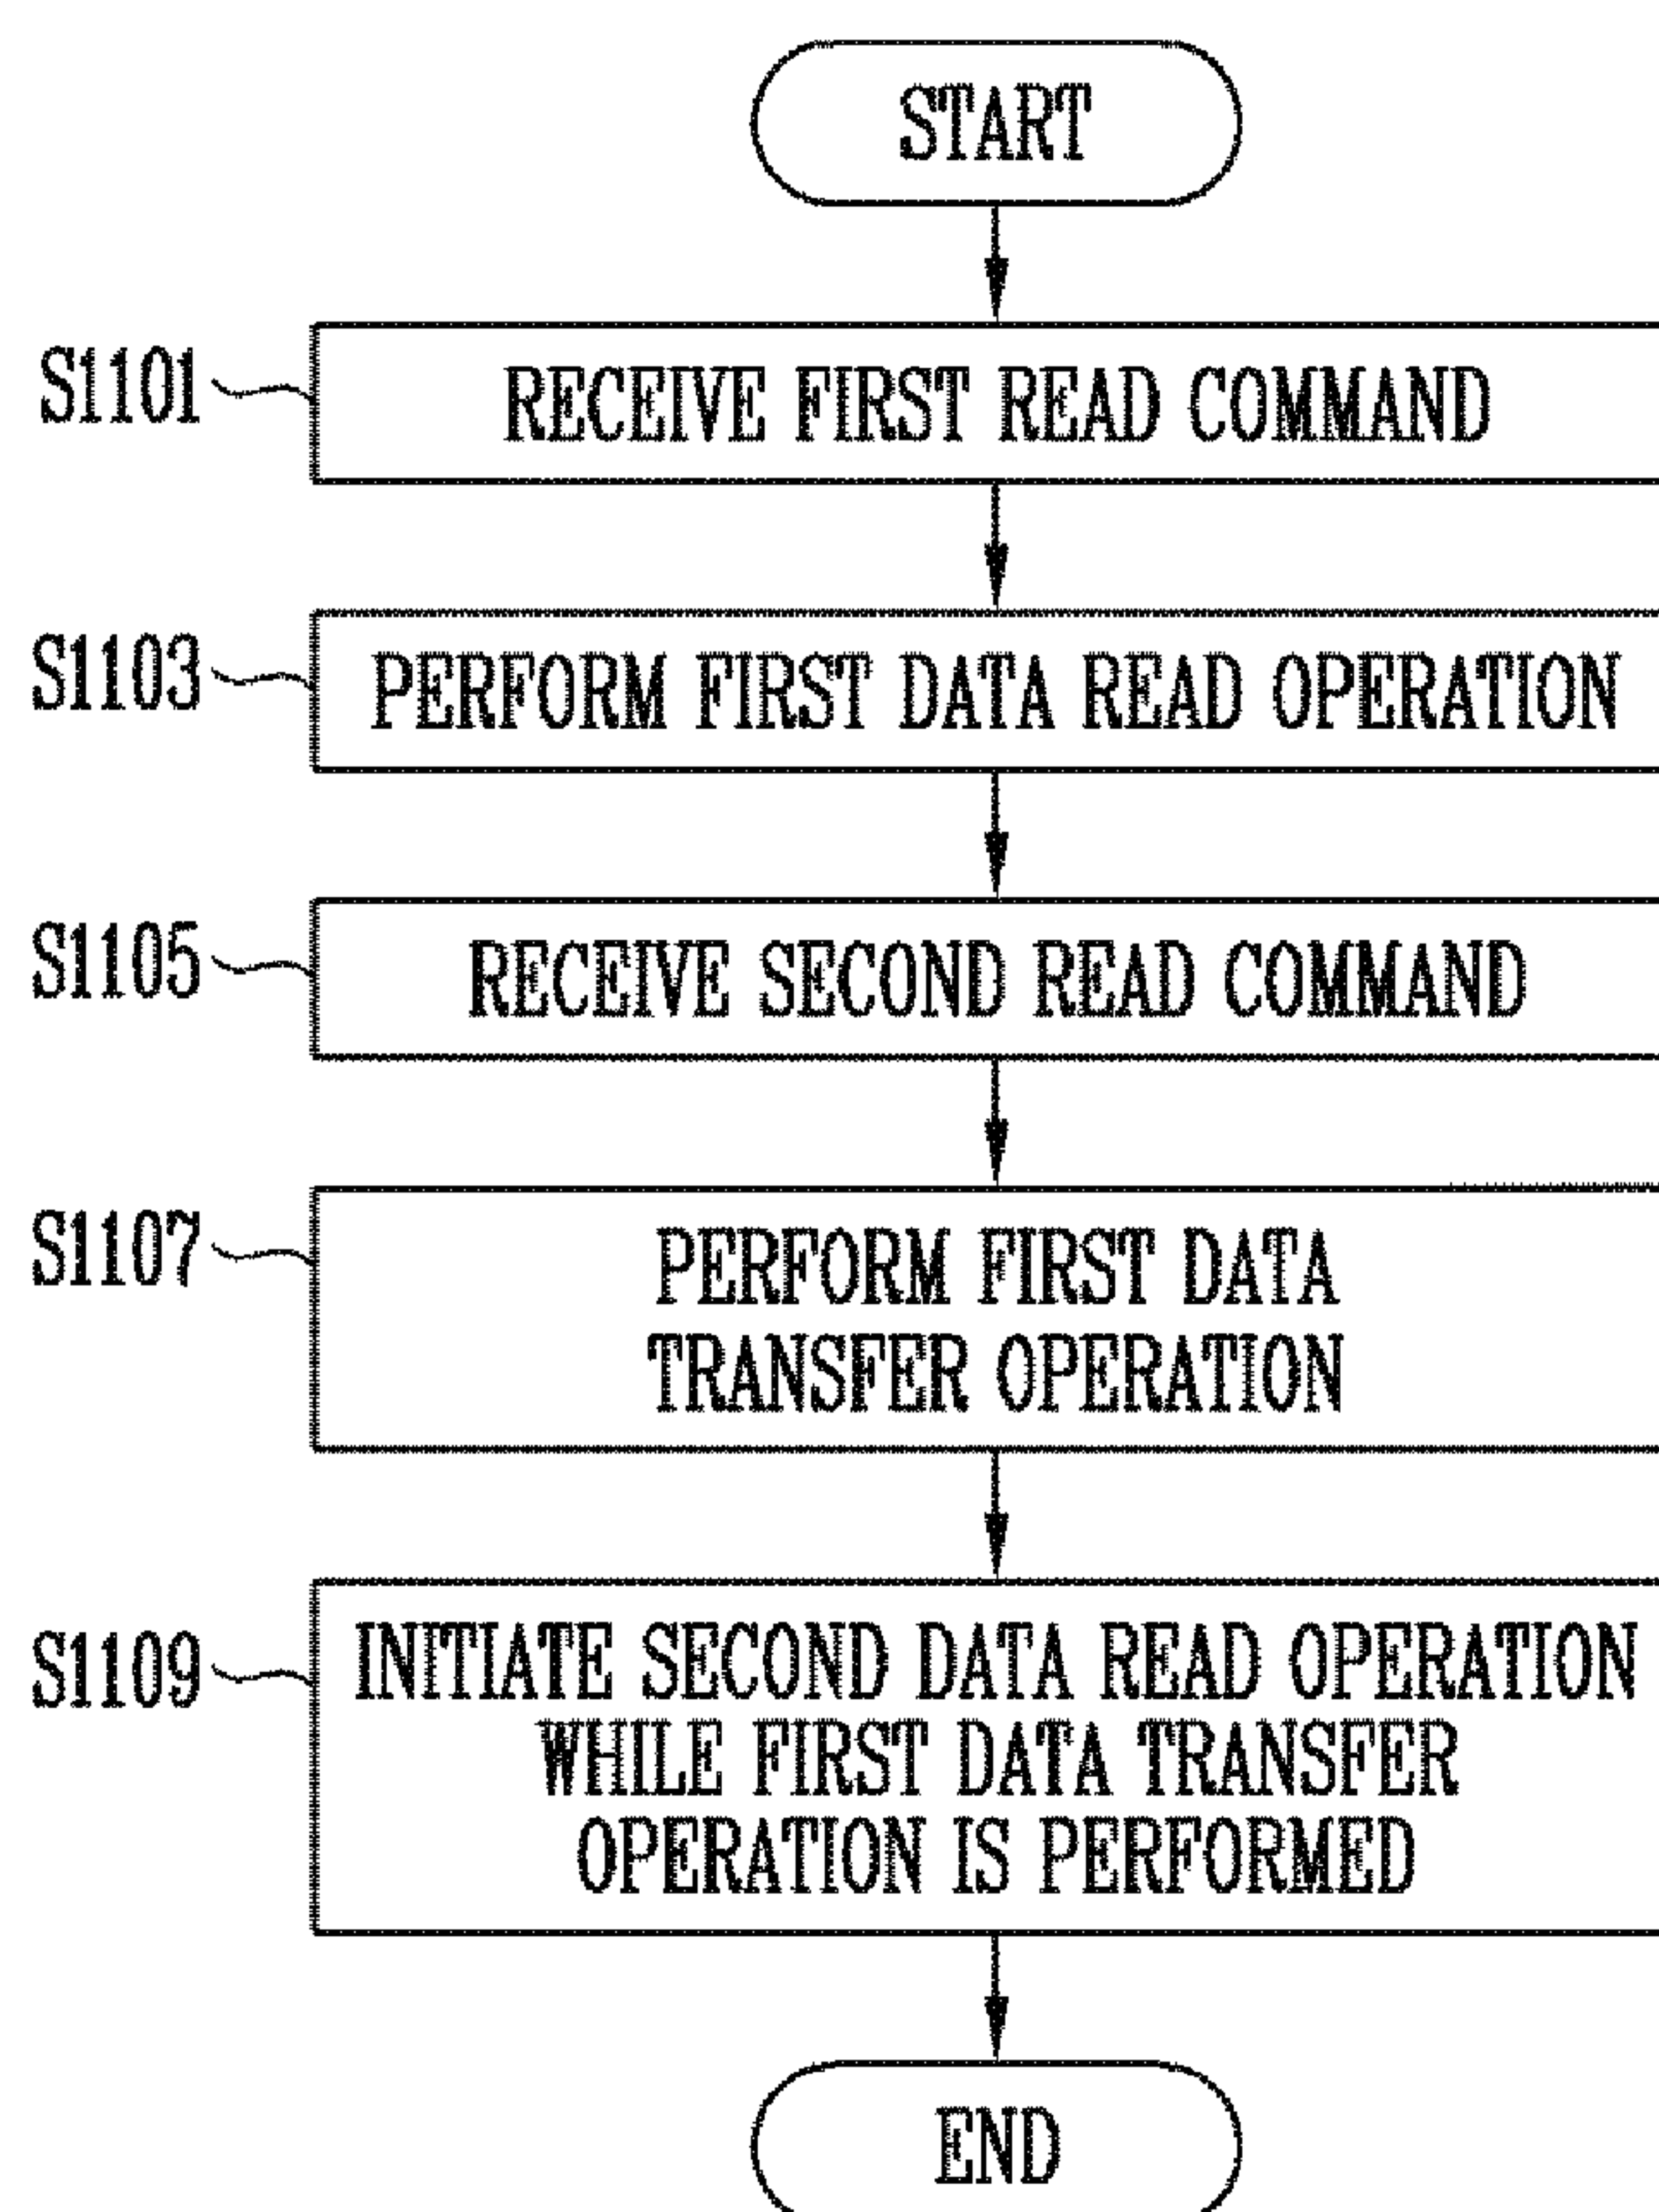 START
S1101 RECEIVE FIRST READ COMMAND
S1103 PERFORM FIRST DATA READ OPERATION
S1105 RECEIVE SECOND READ COMMAND
S1107 PERFORM FIRST DATA
TRANSFER OPERATION
S1109 INITIATE SECOND DATA READ OPERATION
WHILE FIRST DATA TRANSFER
OPERATION IS PERFORMED
END